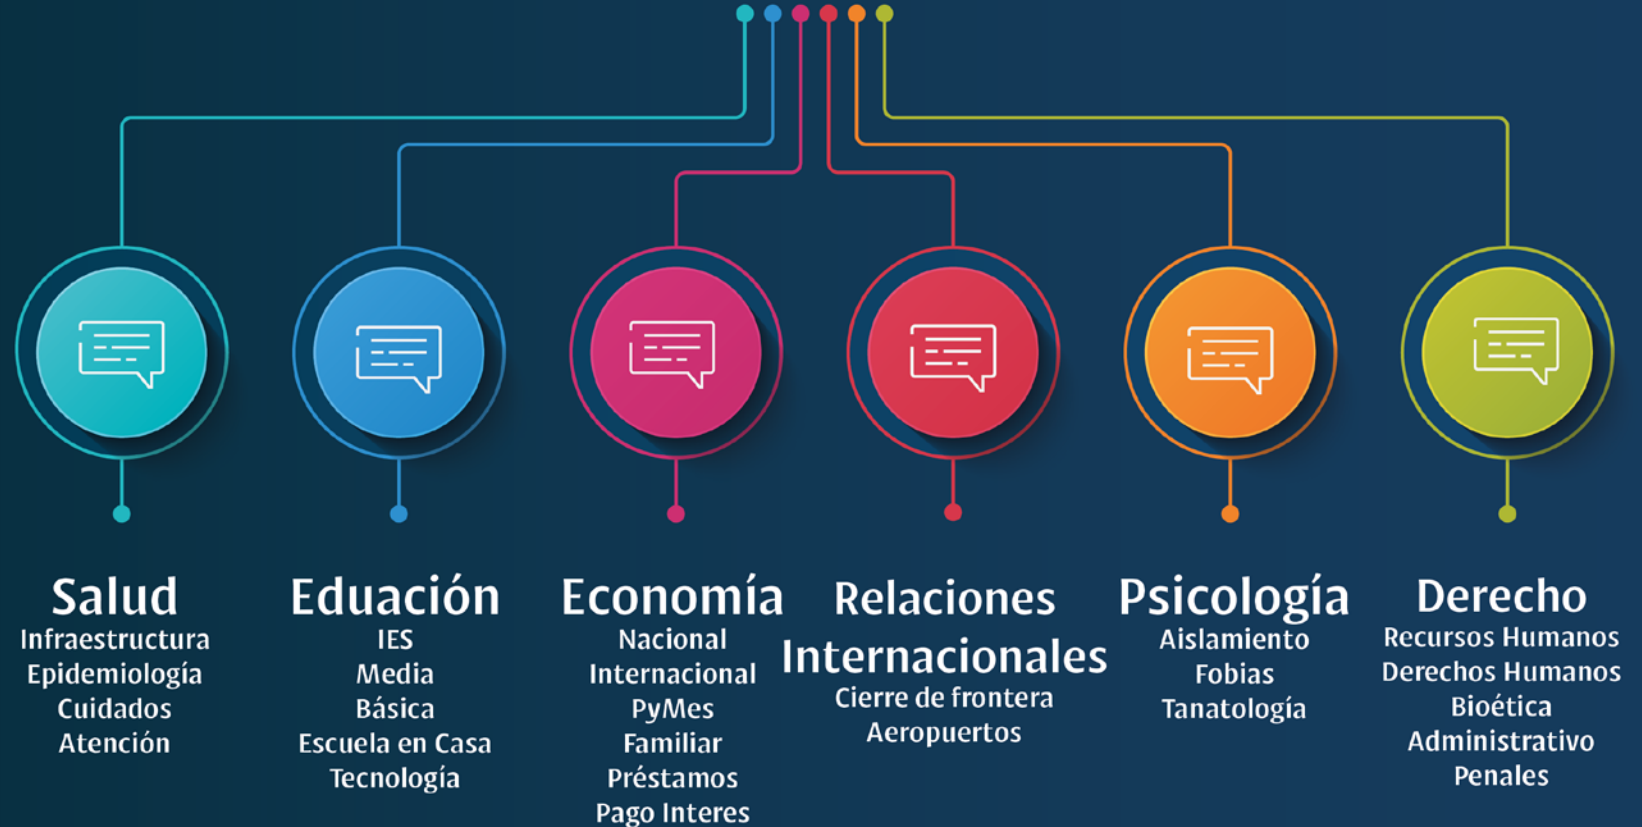 Salud
Infraestructura
Epidemiología
Cuidados
Atención
Eduación
IES
Media
Básica
Escuela en Casa
Tecnología
Economía
Nacional
Internacional
PyMes
Familiar
Préstamos
Pago Interes
Relaciones
Internacionales
Cierre de frontera
Aeropuertos
Psicología
Aislamiento
Fobias
Tanatología
Derecho
Recursos Humanos
Derechos Humanos
Bioética
Administrativo
Penales